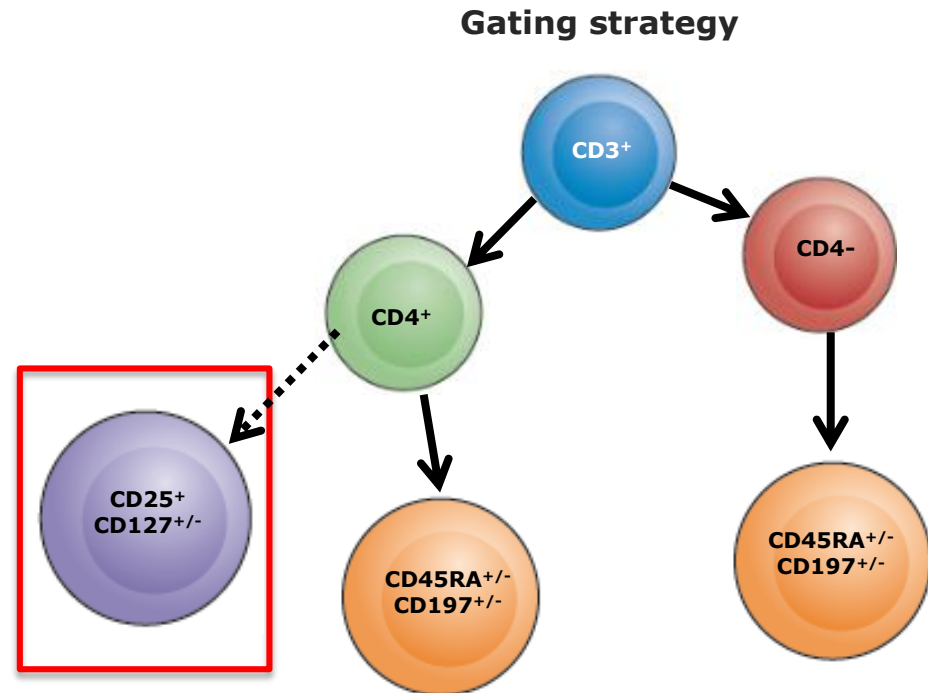 Gating strategy
CD3⁺
CD4-
CD4⁺
CD25⁺
CD127⁺/⁻
CD45RA⁺/⁻
CD197⁺/⁻
CD45RA⁺/⁻
CD197⁺/⁻